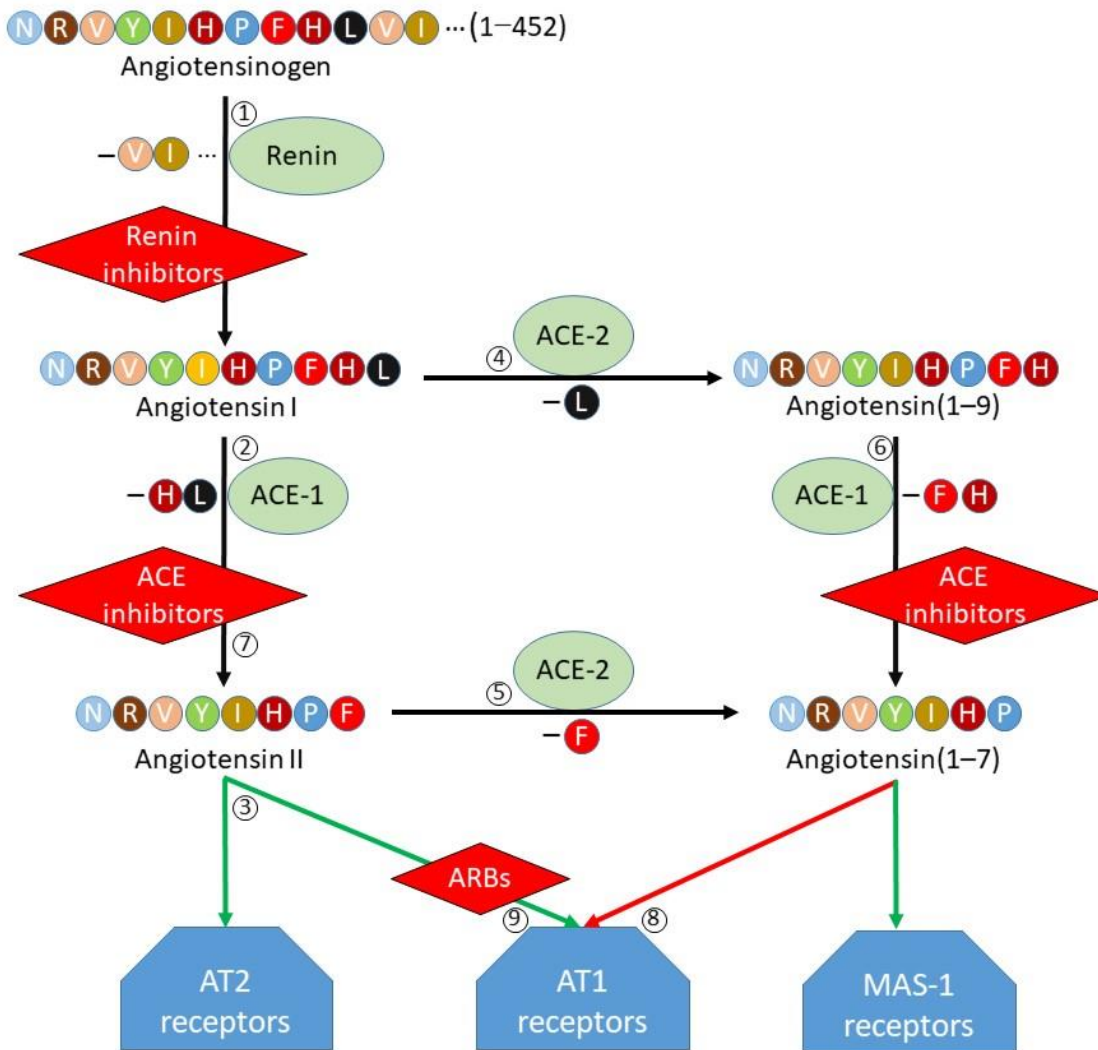 N R V Y I H P F H L V I ...(1–452)
Angiotensinogen
①
– V I ...
Renin
Renin
inhibitors
ACE-2
④
N R V Y I H P F H L
– L
N R V Y I H P F H
Angiotensin I
Angiotensin(1–9)
②
⑥
– H L
ACE-1
ACE-1
– F H
ACE
inhibitors
ACE
inhibitors
⑦
ACE-2
⑤
N R V Y I H P F
– F
N R V Y I H P
Angiotensin II
Angiotensin(1–7)
③
ARBs
⑨
⑧
AT2
receptors
AT1
receptors
MAS-1
receptors